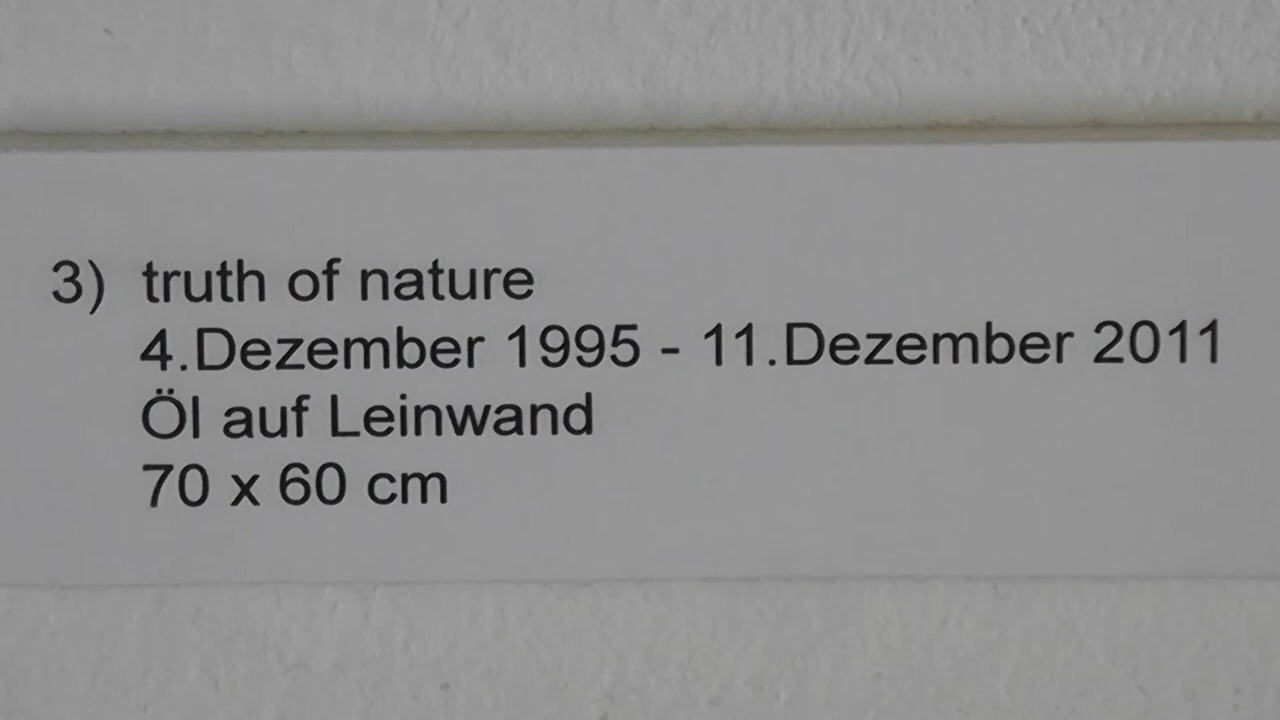 3) truth of nature
4.Dezember 1995 - 11.Dezember 2011
Öl auf Leinwand
70 x 60 cm